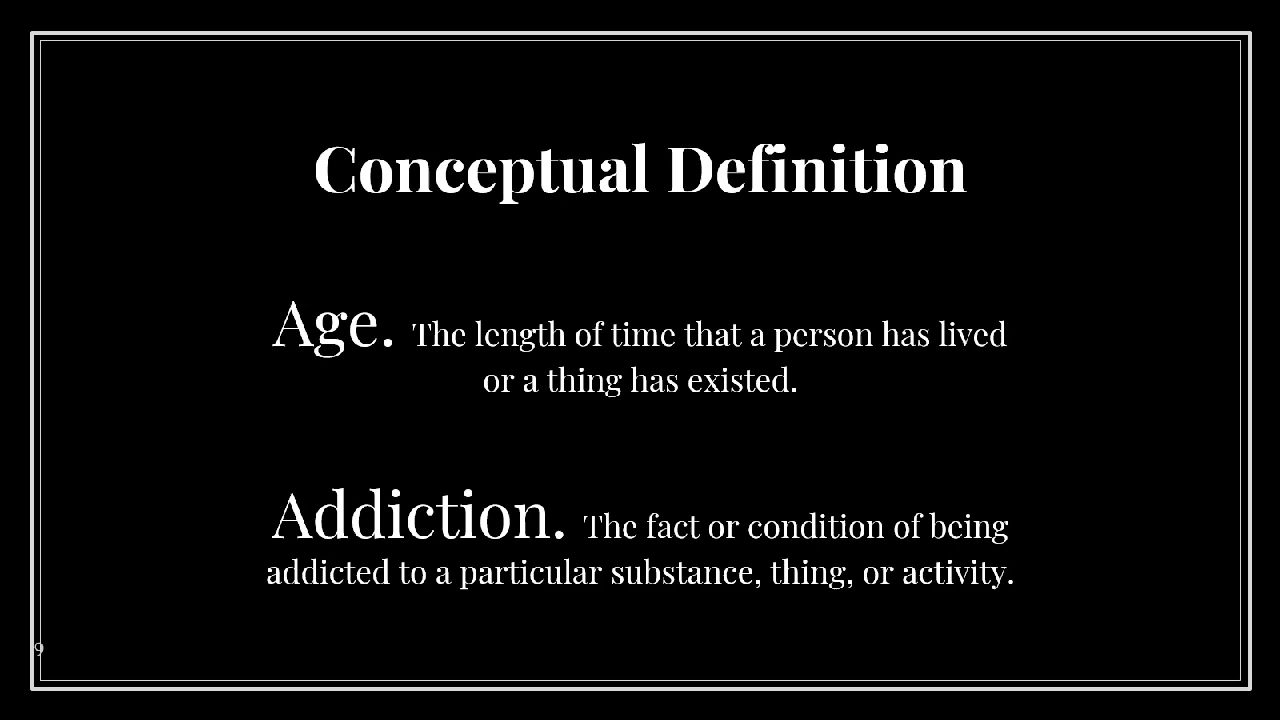 Conceptual Definition
Age. The length of time that a person has lived
or a thing has existed.
Addiction. The fact or condition of being
addicted to a particular substance, thing, or activity.
9